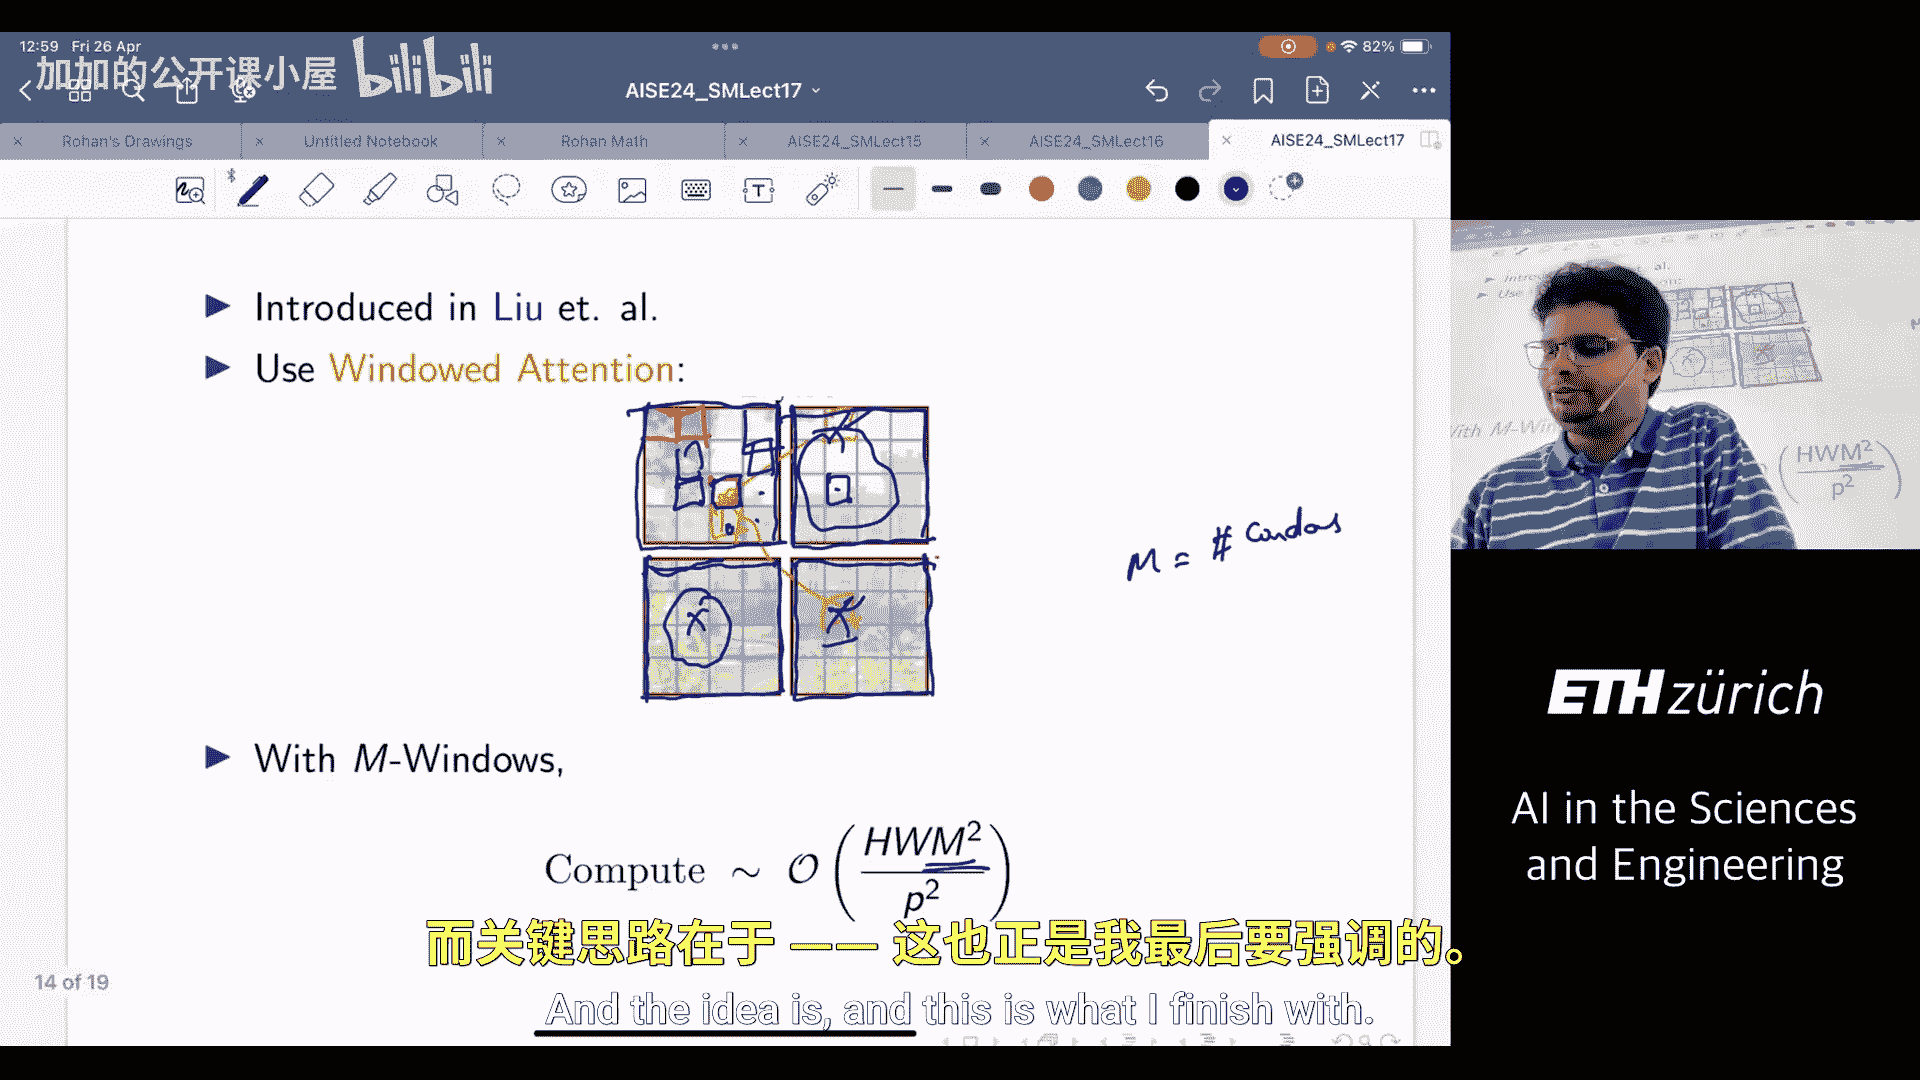 12:59 Fri 26 Apr
82%
加加的公开课小屋 bilibili
AISE24_SMLect17
Rohan's Drawings
Untitled Notebook
Rohan Math
AISE24_SMLect15
AISE24_SMLect16
AISE24_SMLect17
Introduced in Liu et. al.
Use Windowed Attention:
M = #
With M-Windows,
Compute ∼ O(HWM²/p²)
14 of 19
而关键思路在于 —— 这也正是我最后要强调的。
And the idea is, and this is what I finish with.
HWM²
p²
ETH zürich
AI in the Sciences
and Engineering